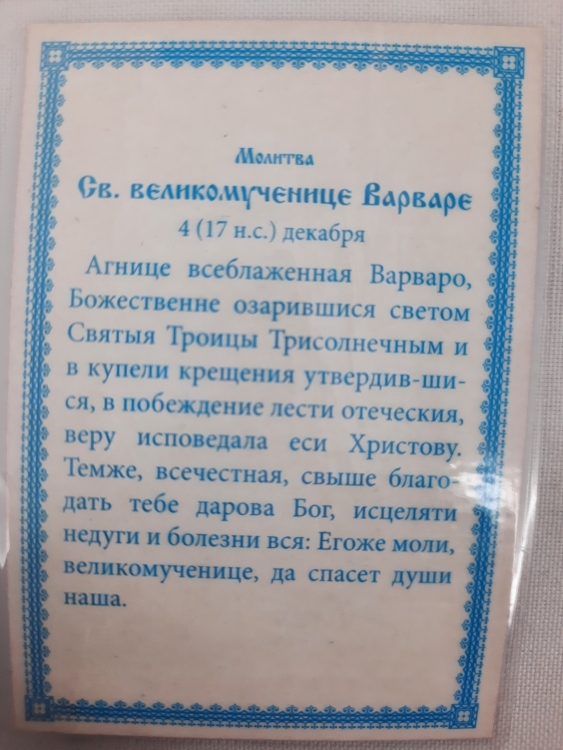 Молитва
Св. великомученице Варваре
4 (17 н.с.) декабря
Агнице всеблаженная Варваро,
Божественне озарившися светом
Святыя Троицы Трисолнечным и
в купели крещения утвердив-ши-
ся, в побеждение лести отеческия,
веру исповедала еси Христову.
Темже, всечестная, свыше благо-
дать тебе дарова Бог, исцеляти
недуги и болезни вся: Егоже моли,
великомученице, да спасет души
наша.